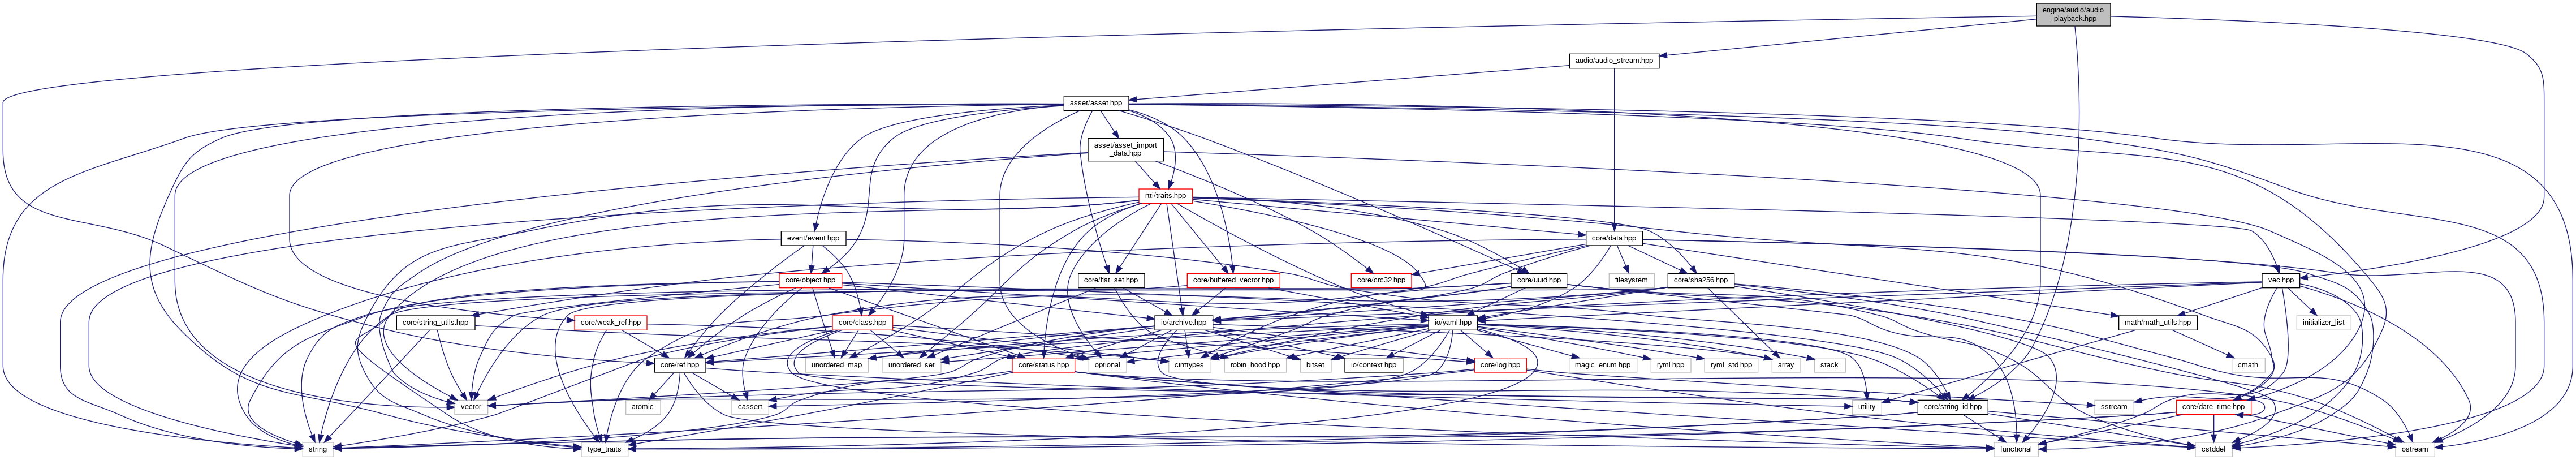 engine/audio/audio
_playback.hpp
audio/audio_stream.hpp
asset/asset.hpp
asset/asset_import
_data.hpp
rtti/traits.hpp
event/event.hpp
core/data.hpp
core/object.hpp
core/flat_set.hpp
core/buffered_vector.hpp
core/crc32.hpp
core/uuid.hpp
filesystem
core/sha256.hpp
vec.hpp
core/string_utils.hpp
core/weak_ref.hpp
core/class.hpp
io/archive.hpp
io/yaml.hpp
math/math_utils.hpp
initializer_list
core/ref.hpp
unordered_map
unordered_set
core/status.hpp
optional
cinttypes
robin_hood.hpp
bitset
io/context.hpp
core/log.hpp
magic_enum.hpp
ryml.hpp
ryml_std.hpp
array
stack
cmath
vector
atomic
cassert
utility
core/string_id.hpp
sstream
core/date_time.hpp
string
type_traits
functional
cstddef
ostream